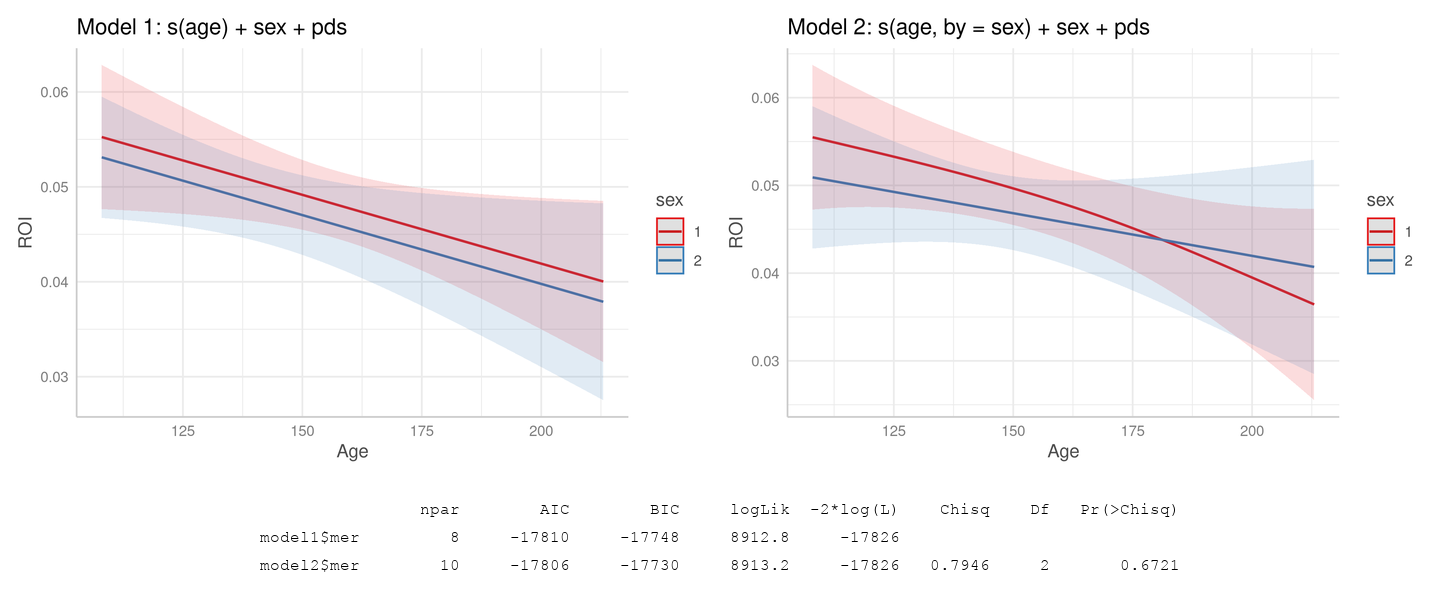 Model 1: s(age) + sex + pds
0.06
0.05
0.04
0.03
ROI
125 150 175 200
Age
sex
1
2
Model 2: s(age, by = sex) + sex + pds
0.06
0.05
0.04
0.03
ROI
125 150 175 200
Age
sex
1
2
npar AIC BIC logLik -2*log(L) Chisq Df Pr(>Chisq)
model1$mer 8 -17810 -17748 8912.8 -17826
model2$mer 10 -17806 -17730 8913.2 -17826 0.7946 2 0.6721